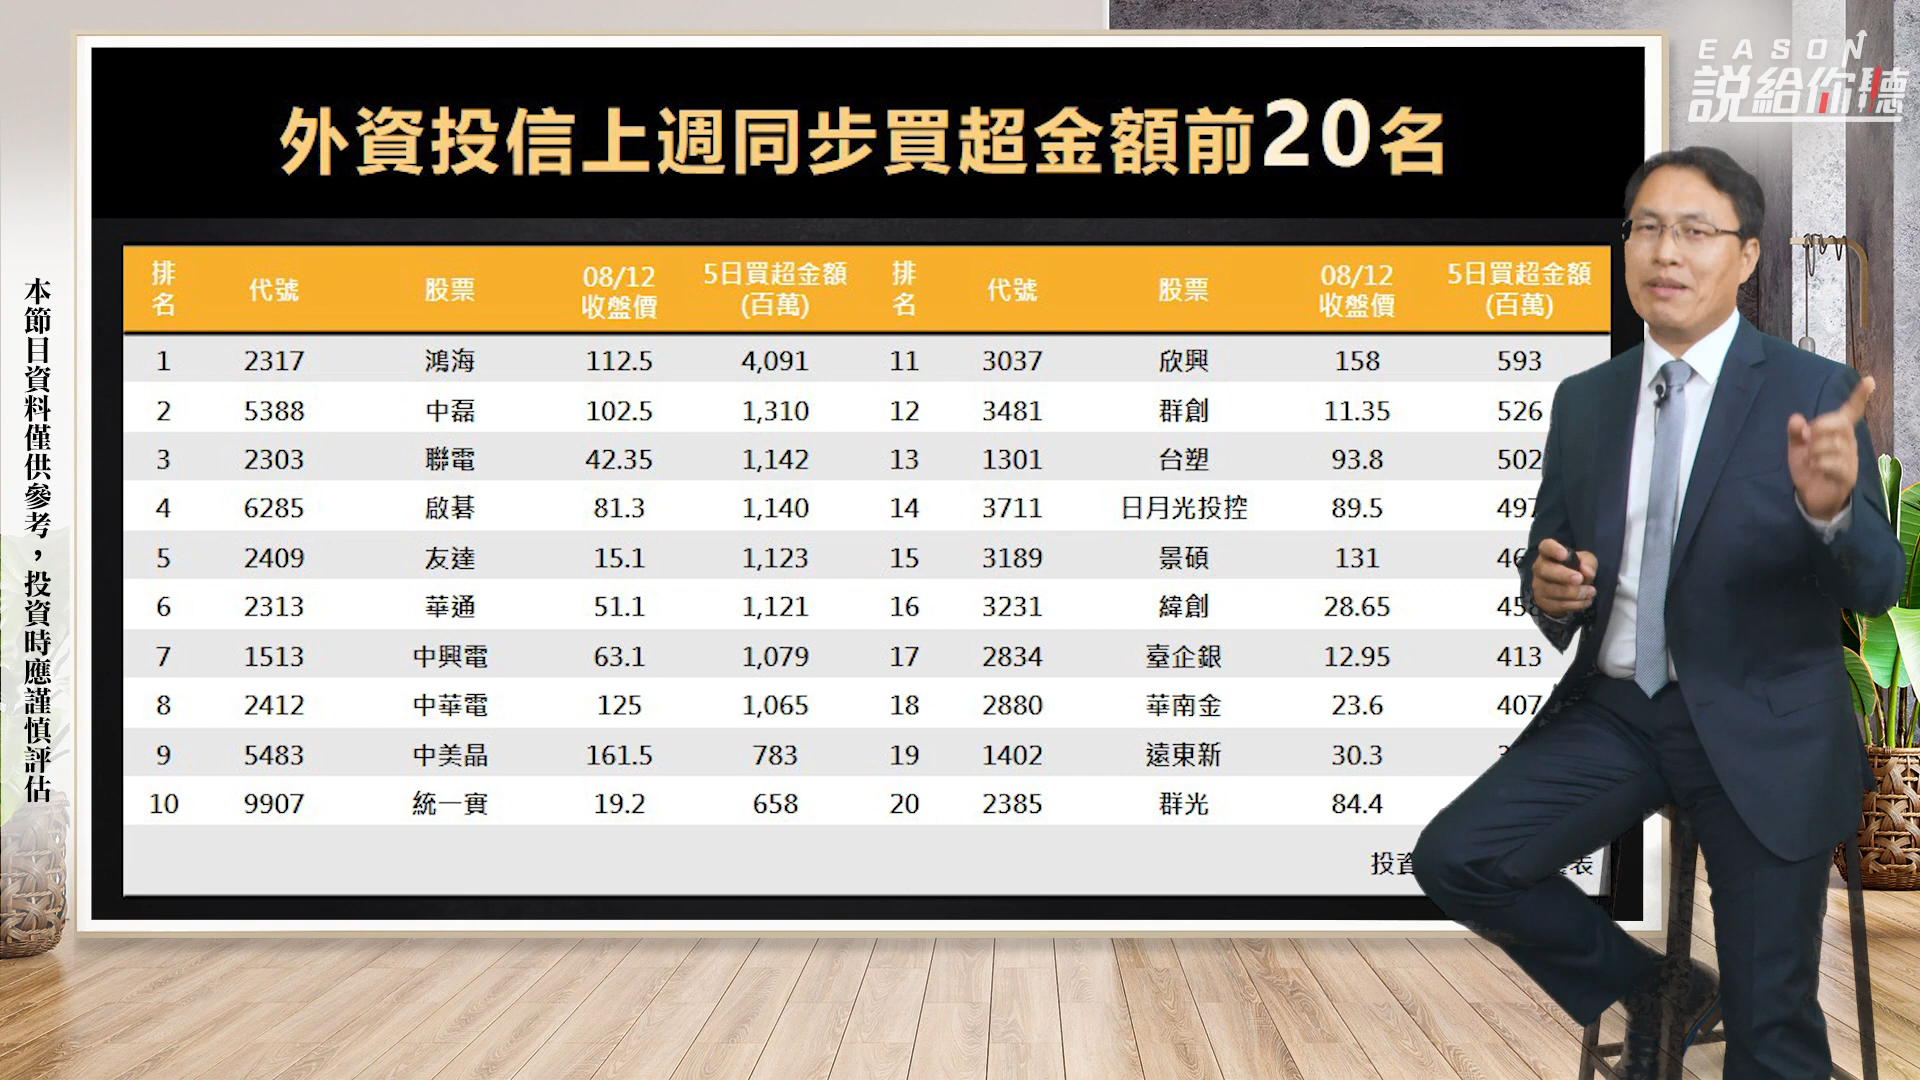 EASON
說給你聽
外資投信上週同步買超金額前20名
本節目資料僅供參考，投資時應謹慎評估
排名 代號 股票 08/12收盤價 5日買超金額(百萬) 排名 代號 股票 08/12收盤價 5日買超金額(百萬)
1 2317 鴻海 112.5 4,091 11 3037 欣興 158 593
2 5388 中磊 102.5 1,310 12 3481 群創 11.35 526
3 2303 聯電 42.35 1,142 13 1301 台塑 93.8 502
4 6285 啟碁 81.3 1,140 14 3711 日月光投控 89.5 497
5 2409 友達 15.1 1,123 15 3189 景碩 131
6 2313 華通 51.1 1,121 16 3231 緯創 28.65
7 1513 中興電 63.1 1,079 17 2834 臺企銀 12.95 413
8 2412 中華電 125 1,065 18 2880 華南金 23.6 407
9 5483 中美晶 161.5 783 19 1402 遠東新 30.3
10 9907 統一實 19.2 658 20 2385 群光 84.4
投資 表